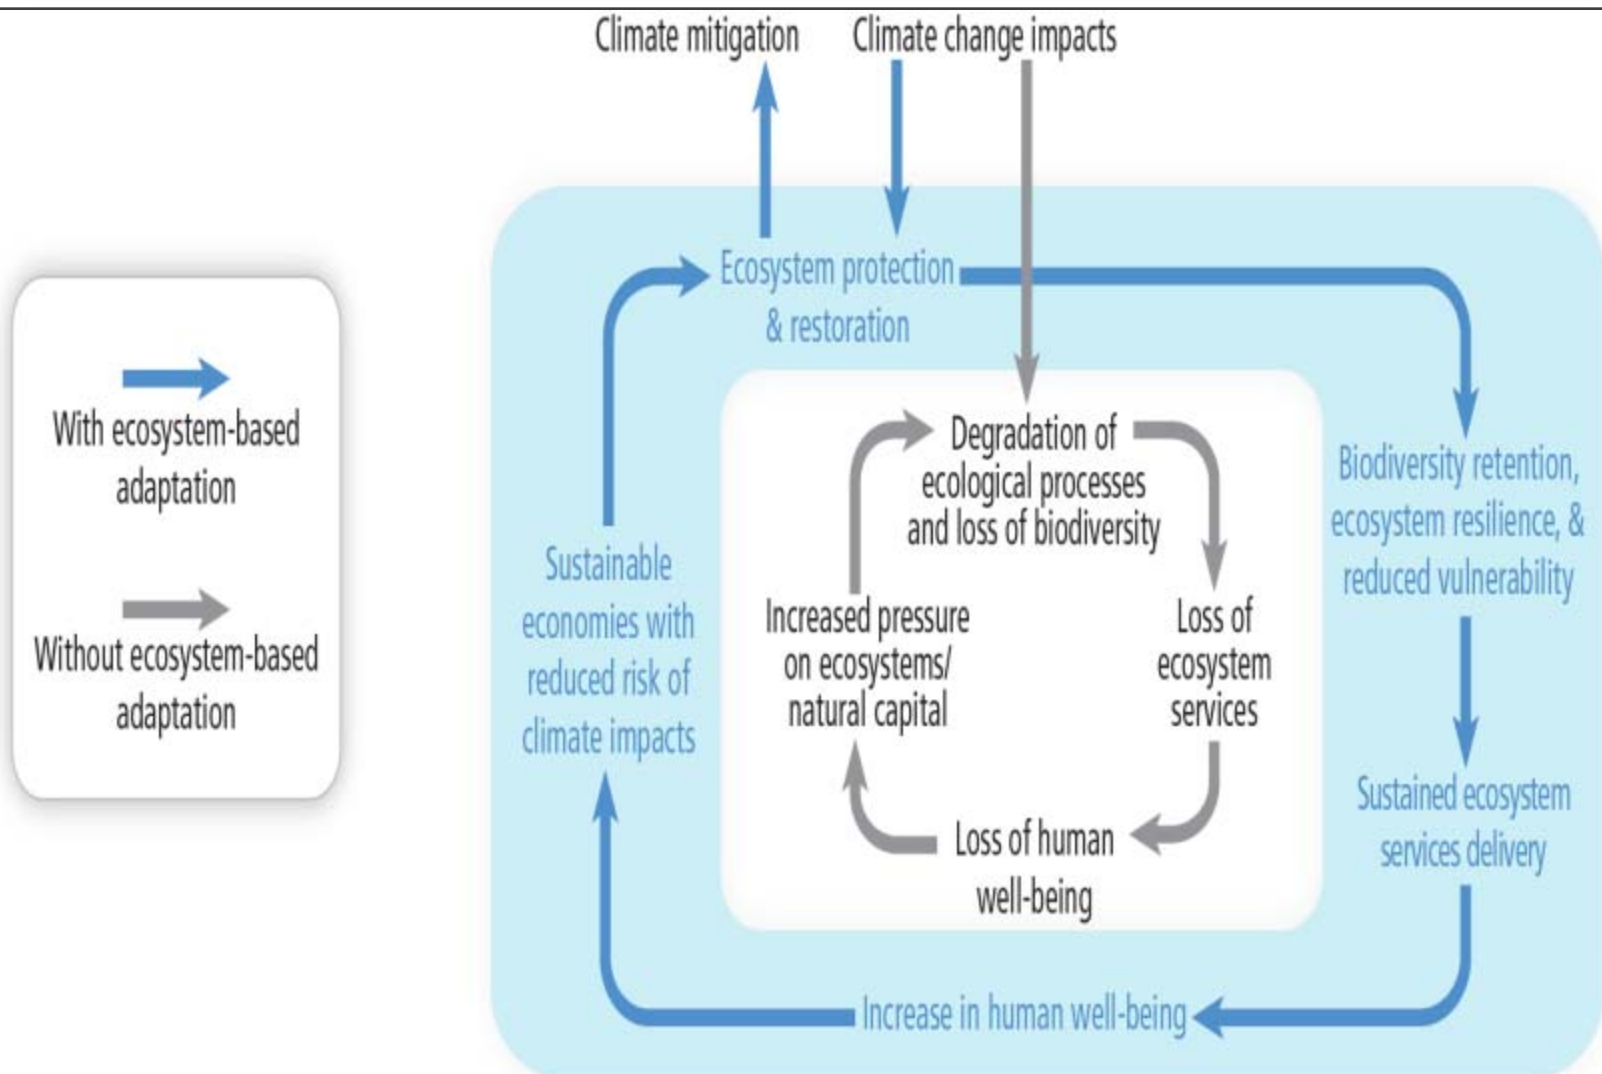 Climate mitigation
Climate change impacts
Ecosystem protection
& restoration
With ecosystem-based
adaptation
Without ecosystem-based
adaptation
Degradation of
ecological processes
and loss of biodiversity
Biodiversity retention,
ecosystem resilience, &
reduced vulnerability
Sustainable
economies with
reduced risk of
climate impacts
Increased pressure
on ecosystems/
natural capital
Loss of
ecosystem
services
Sustained ecosystem
services delivery
Loss of human
well-being
Increase in human well-being